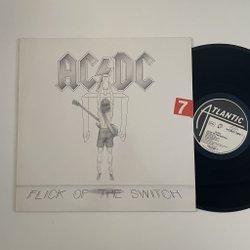 AC⚡DC
7
FLICK OF THE SWITCH
ATLANTIC